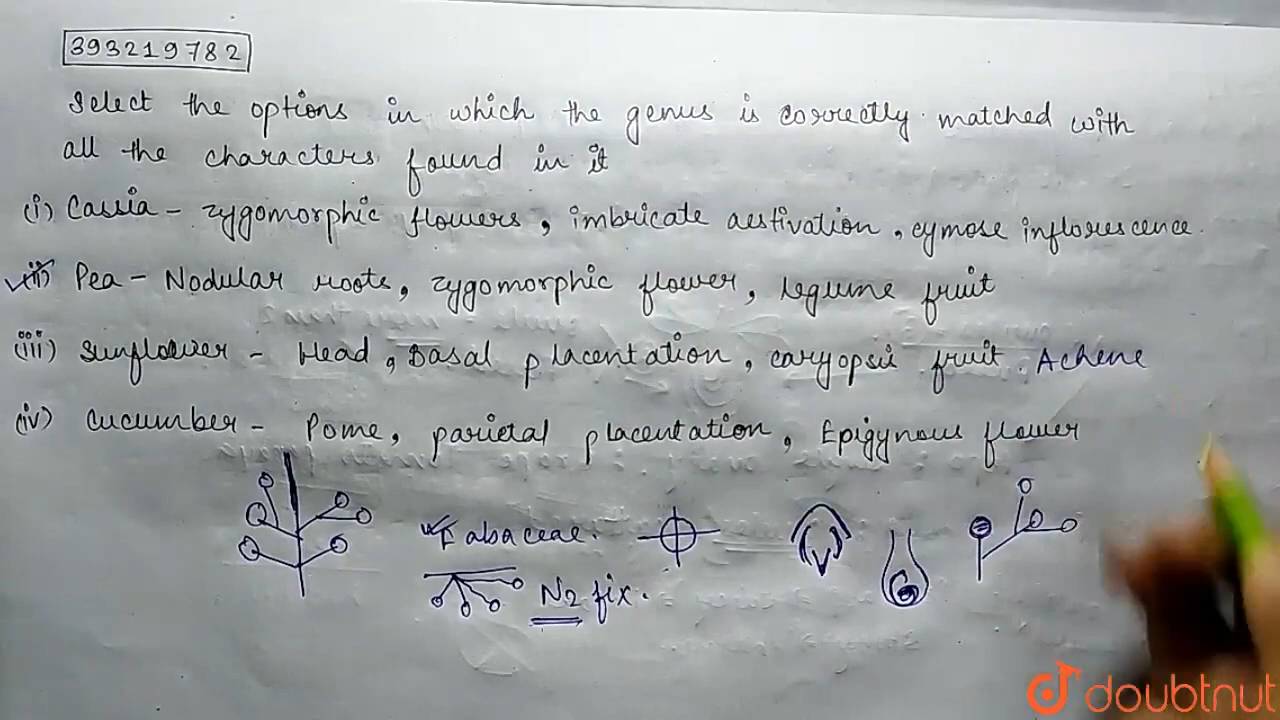 393219782
Select the options in which the genus is correctly matched with
all the characters found in it
(i) Cassia - zygomorphic flowers, imbricate aestivation, cymose inflorescence.
(ii) Pea - Nodular roots, zygomorphic flower, legume fruit
(iii) Sunflower - Head, Basal placentation, caryopsis fruit. Achene
(iv) Cucumber - Pome, parietal placentation, Epigynous flower
Fabaceae.
N2 fix.
doubtnut